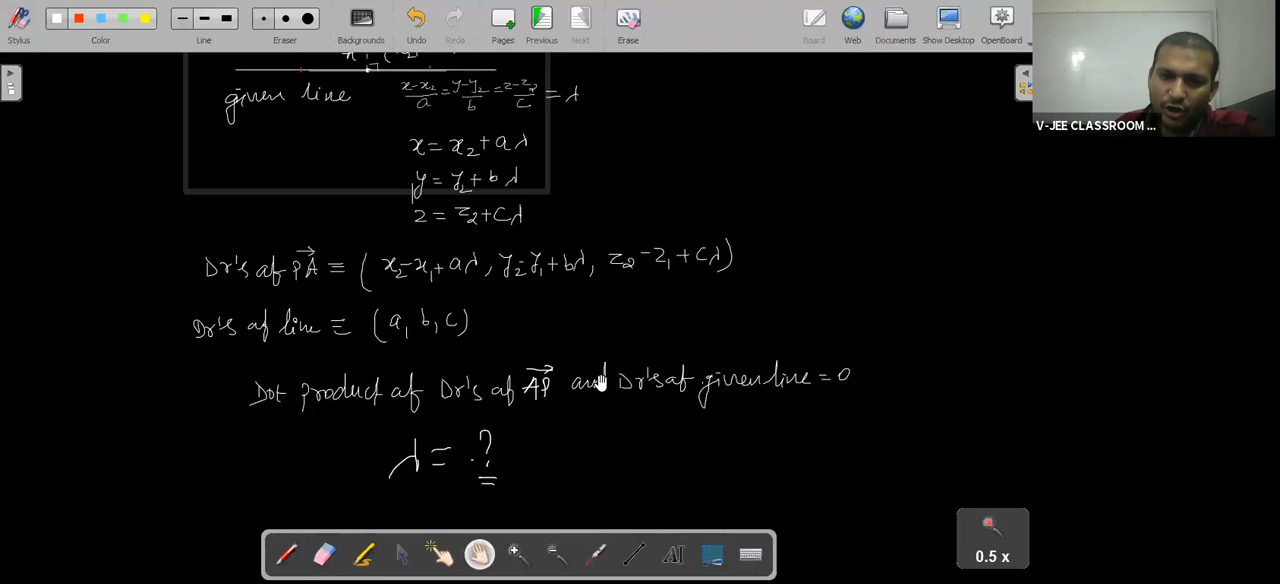 Stylus
Color
Line
Eraser
Backgrounds
Undo
Redo
Pages
Previous
Next
Erase
Board
Web
Documents
Show Desktop
OpenBoard
V-JEE CLASSROOM ...
given line x-x₂/a = y-y₂/b = z-z₂/c = λ
x = x₂ + aλ
y = y₂ + bλ
z = z₂ + cλ
Dr's of PA ≡ (x₂-x₁+aλ, y₂-y₁+bλ, z₂-z₁+cλ)
Dr's of line ≡ (a, b, c)
Dot product of Dr's of AP and Dr's of given line = 0
λ = ?
0.5 x